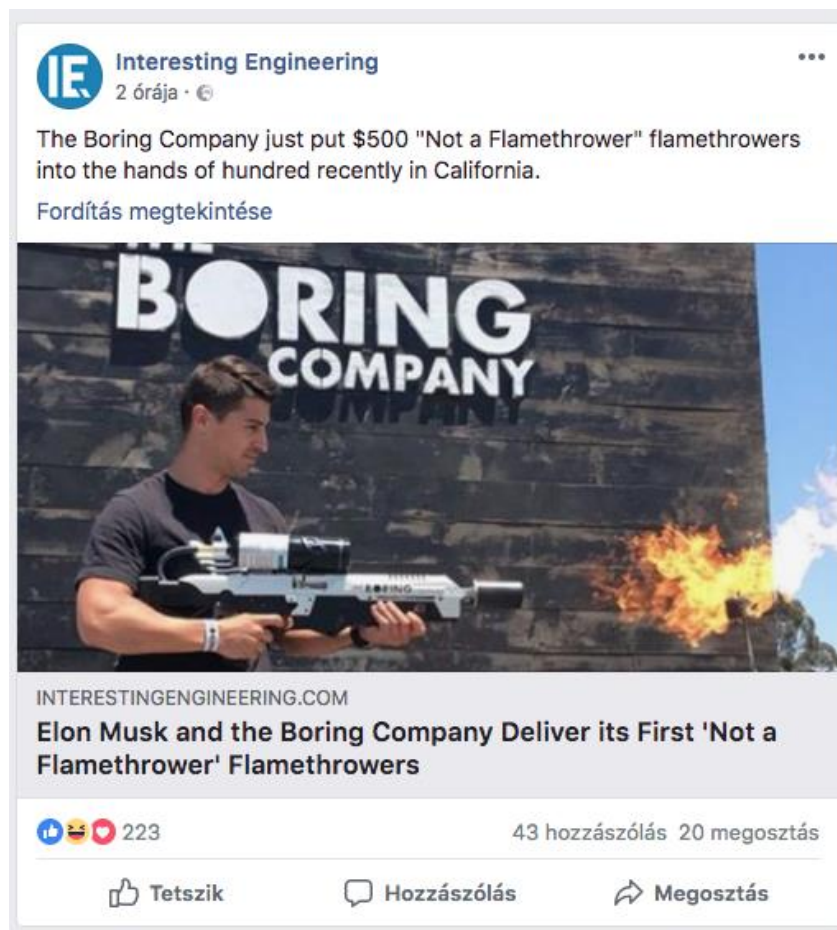 IE
Interesting Engineering
2 órája ·
The Boring Company just put $500 "Not a Flamethrower" flamethrowers
into the hands of hundred recently in California.
Fordítás megtekintése
THE
BORING
COMPANY
BORING
INTERESTINGENGINEERING.COM
Elon Musk and the Boring Company Deliver its First 'Not a
Flamethrower' Flamethrowers
223
43 hozzászólás 20 megosztás
Tetszik
Hozzászólás
Megosztás